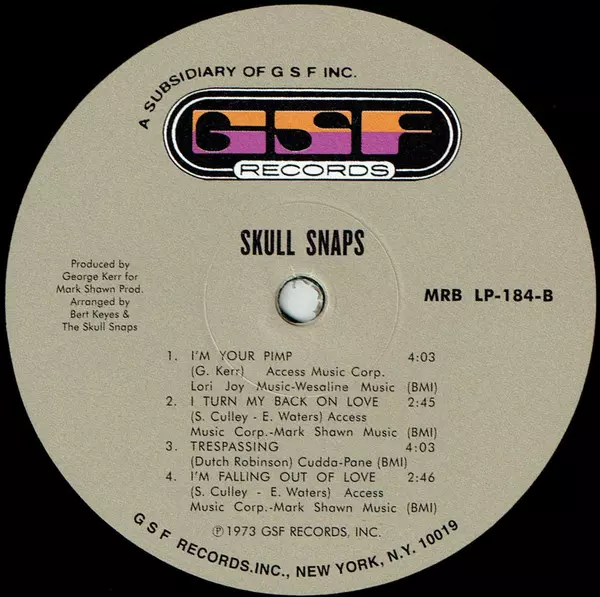 A SUBSIDIARY OF G S F INC.
GSF
RECORDS
SKULL SNAPS
Produced by
George Kerr for
Mark Shawn Prod.
Arranged by
Bert Keyes &
The Skull Snaps
MRB LP-184-B
1. I'M YOUR PIMP 4:03
(G. Kerr) Access Music Corp.
Lori Joy Music-Wesaline Music (BMI)
2. I TURN MY BACK ON LOVE 2:45
(S. Culley - E. Waters) Access
Music Corp.-Mark Shawn Music (BMI)
3. TRESPASSING 4:03
(Dutch Robinson) Cudda-Pane (BMI)
4. I'M FALLING OUT OF LOVE 2:46
(S. Culley - E. Waters) Access
Music Corp.-Mark Shawn Music (BMI)
℗ 1973 GSF RECORDS, INC.
G S F RECORDS.INC., NEW YORK, N.Y. 10019